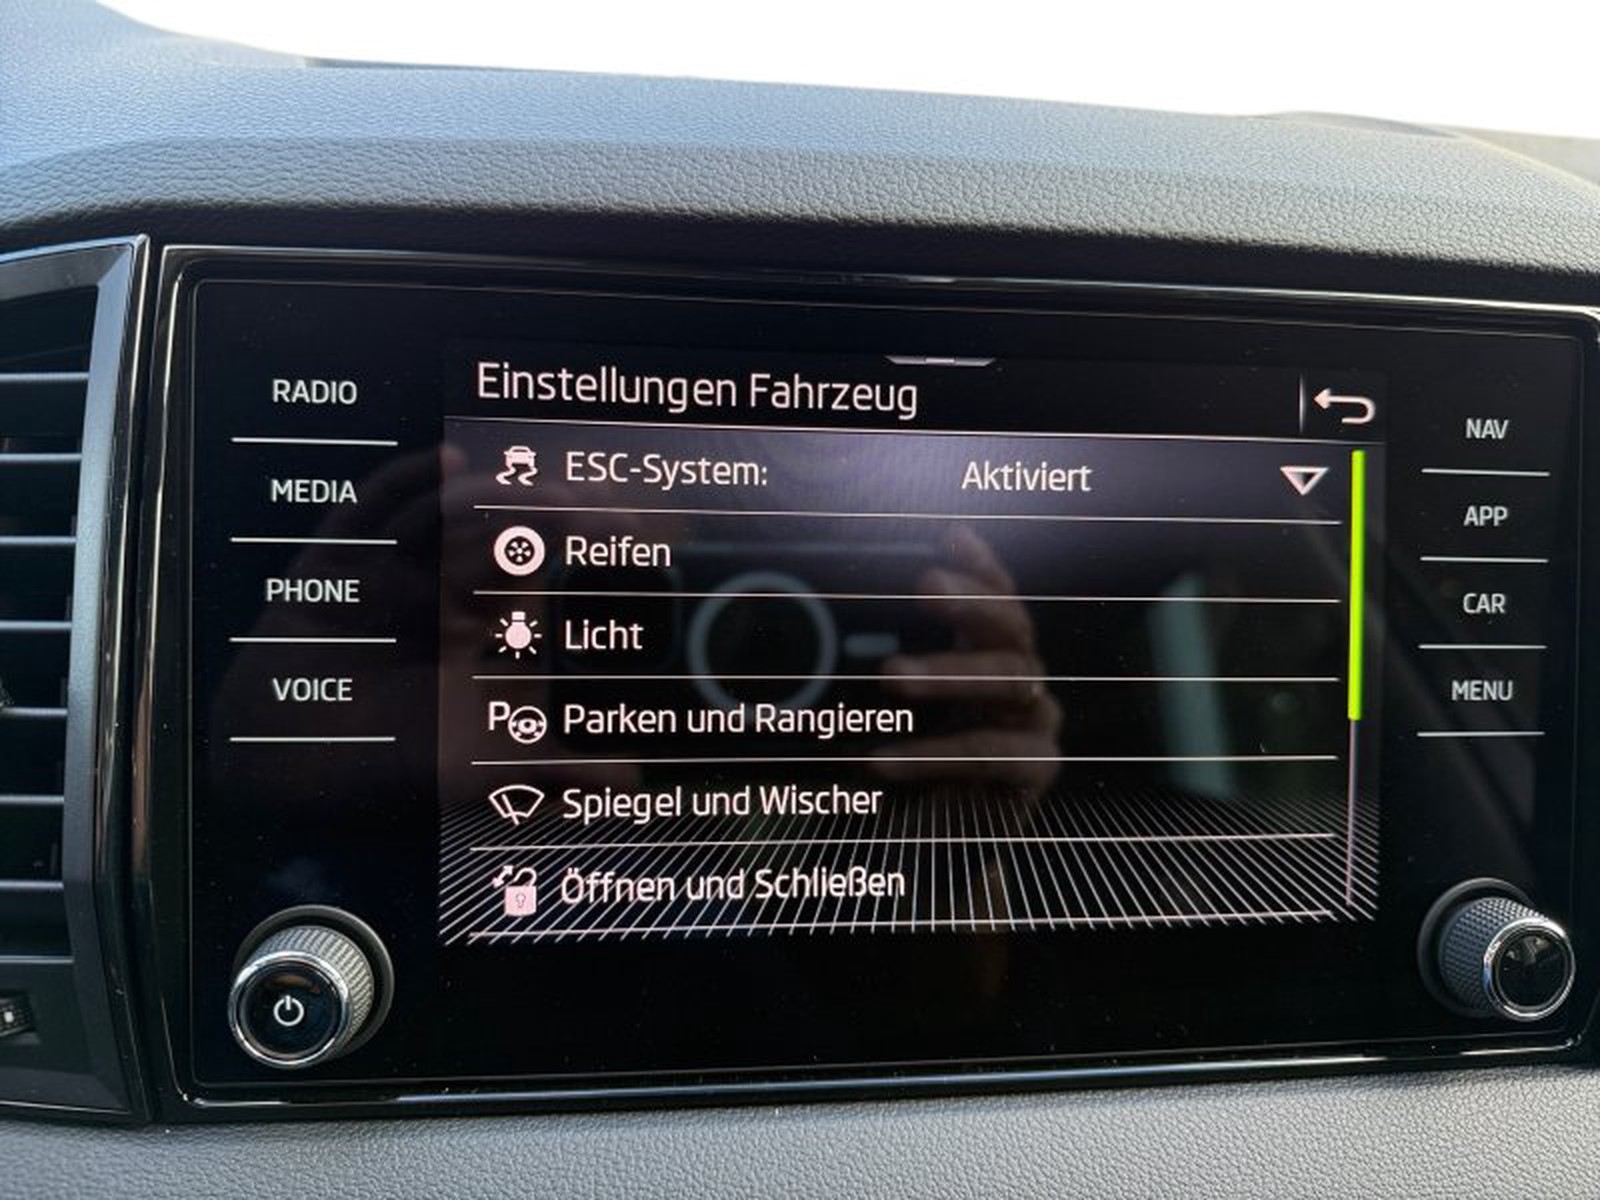 RADIO
MEDIA
PHONE
VOICE
Einstellungen Fahrzeug
ESC-System: Aktiviert
Reifen
Licht
P Parken und Rangieren
Spiegel und Wischer
Öffnen und Schließen
NAV
APP
CAR
MENU